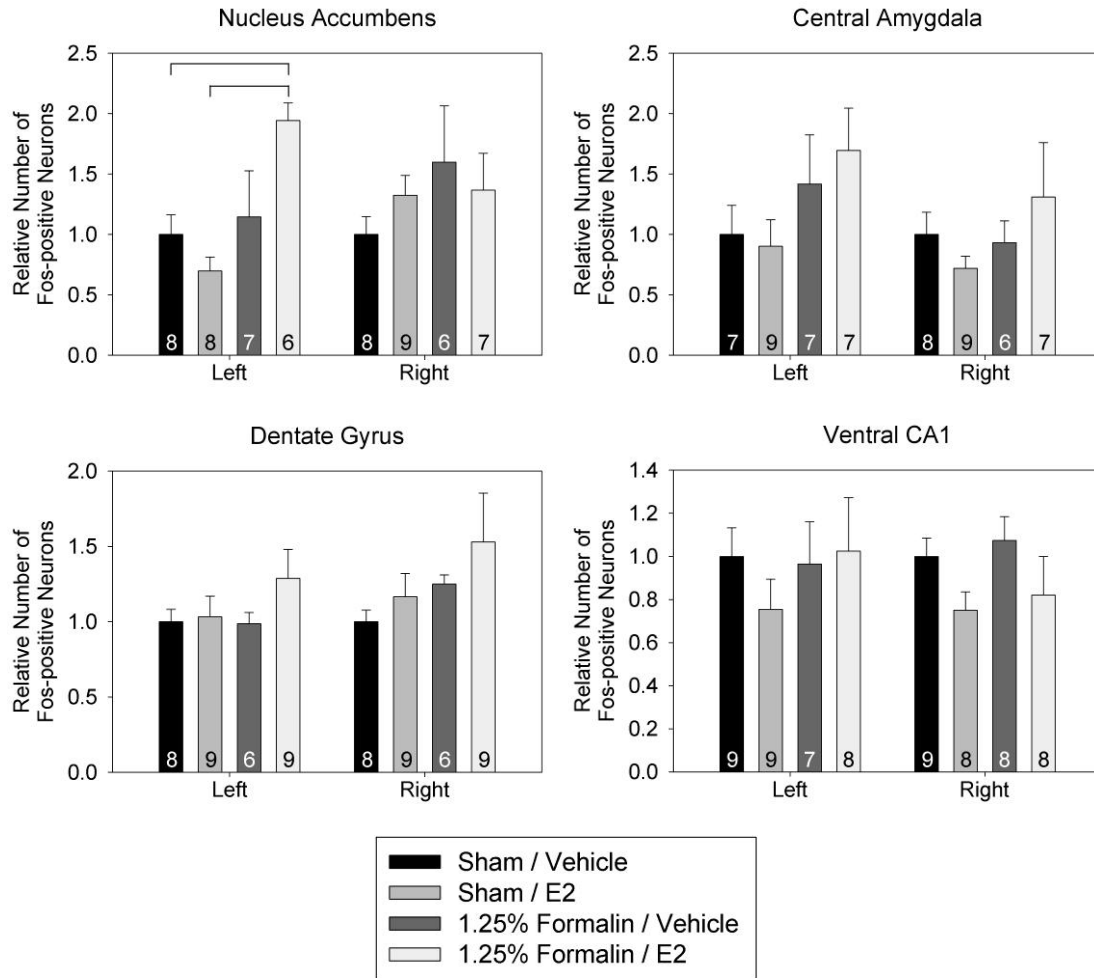 Nucleus Accumbens
Relative Number of
Fos-positive Neurons
2.5
2.0
1.5
1.0
0.5
0.0
8 8 7 6 8 9 6 7
Left Right
Central Amygdala
Relative Number of
Fos-positive Neurons
2.5
2.0
1.5
1.0
0.5
0.0
7 9 7 7 8 9 6 7
Left Right
Dentate Gyrus
Relative Number of
Fos-positive Neurons
2.0
1.5
1.0
0.5
0.0
8 9 6 9 8 9 6 9
Left Right
Ventral CA1
Relative Number of
Fos-positive Neurons
1.4
1.2
1.0
0.8
0.6
0.4
0.2
0.0
9 9 7 8 9 8 8 8
Left Right
Sham / Vehicle
Sham / E2
1.25% Formalin / Vehicle
1.25% Formalin / E2